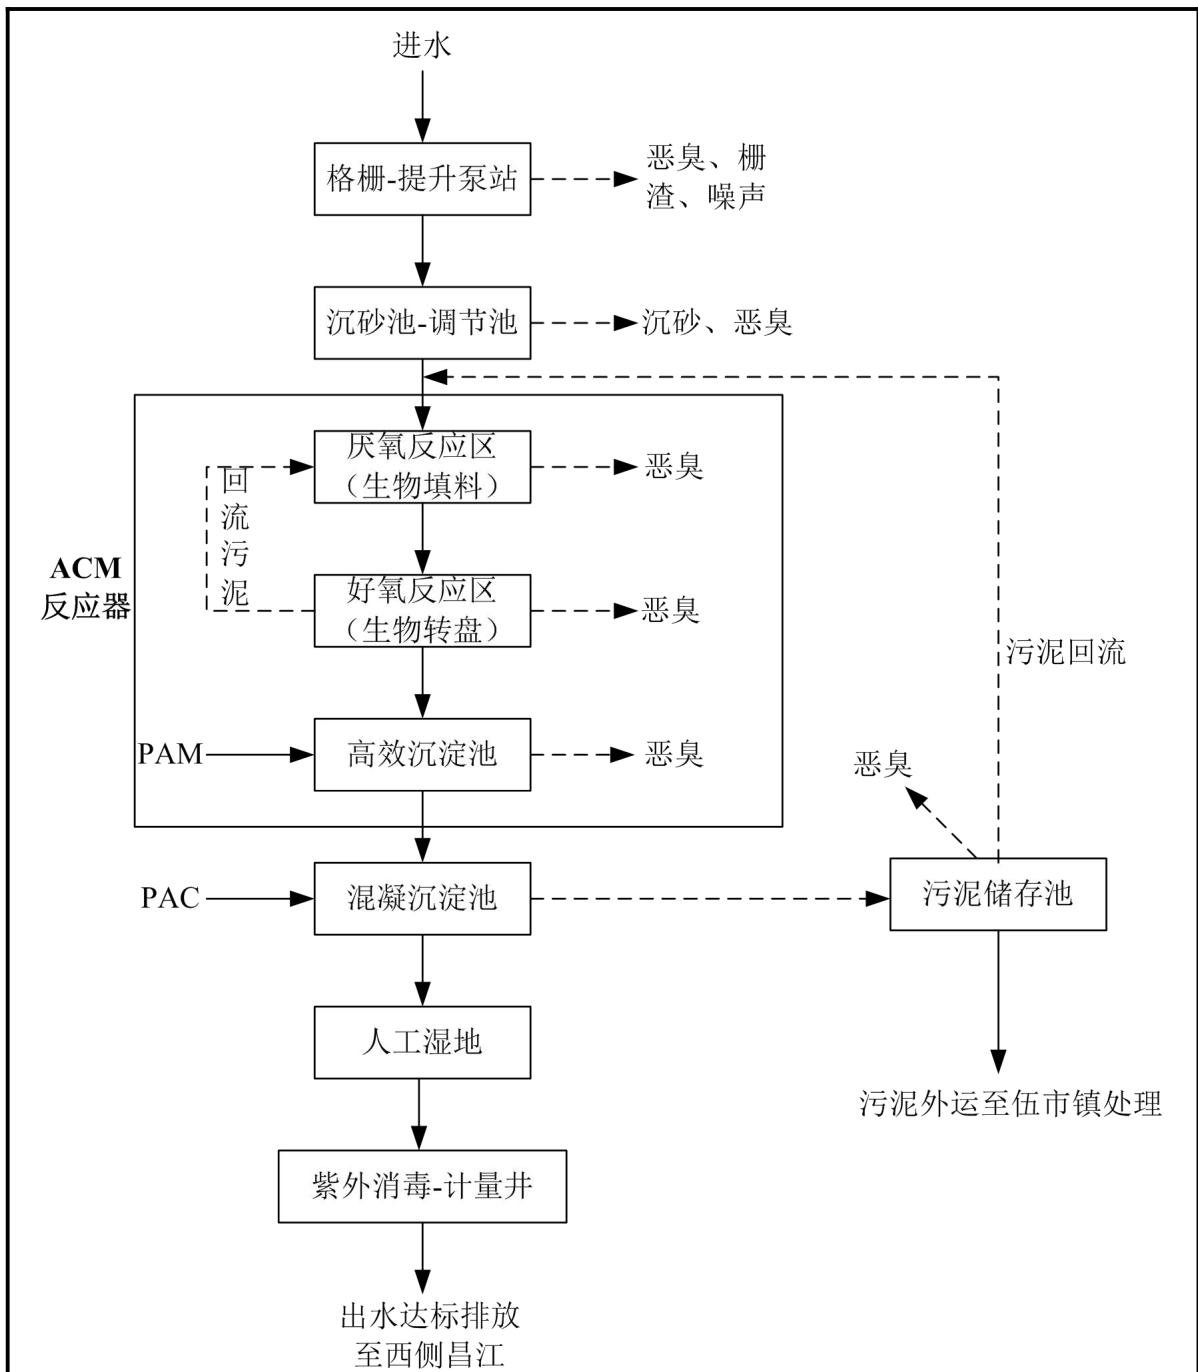 进水
格栅-提升泵站
恶臭、栅
渣、噪声
沉砂池-调节池
沉砂、恶臭
厌氧反应区
（生物填料）
恶臭
回流污泥
ACM
反应器
好氧反应区
（生物转盘）
恶臭
污泥回流
PAM
高效沉淀池
恶臭
恶臭
PAC
混凝沉淀池
污泥储存池
人工湿地
污泥外运至伍市镇处理
紫外消毒-计量井
出水达标排放
至西侧昌江